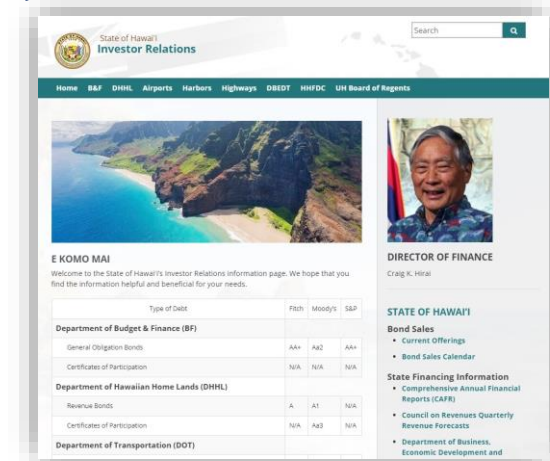 State of Hawai'i
Investor Relations
Search
Home B&F DHHL Airports Harbors Highways DBEDT HHFDC UH Board of Regents
E KOMO MAI
Welcome to the State of Hawai'i's Investor Relations information page. We hope that you
find the information helpful and beneficial for your needs.
Type of Debt Fitch Moody's S&P
Department of Budget & Finance (BF)
General Obligation Bonds AA+ Aa2 AA+
Certificates of Participation N/A N/A N/A
Department of Hawaiian Home Lands (DHHL)
Revenue Bonds A A1 N/A
Certificates of Participation N/A Aa3 N/A
Department of Transportation (DOT)
DIRECTOR OF FINANCE
Craig K. Hirai
STATE OF HAWAI'I
Bond Sales
• Current Offerings
• Bond Sales Calendar
State Financing Information
• Comprehensive Annual Financial
Reports (CAFR)
• Council on Revenues Quarterly
Revenue Forecasts
• Department of Business,
Economic Development and